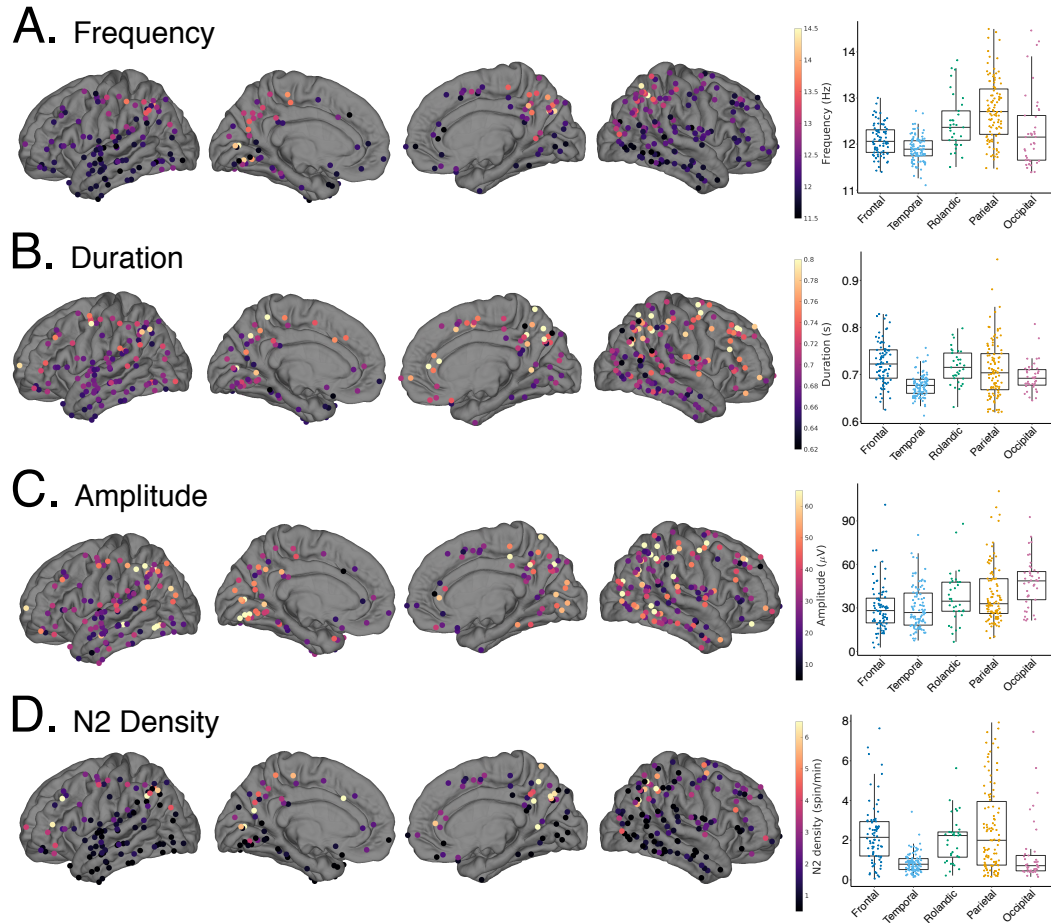 A. Frequency
14.5
14
13.5
13
12.5
12
11.5
Frequency (Hz)
14
13
12
11
Frontal
Temporal
Rolandic
Parietal
Occipital
B. Duration
0.8
0.78
0.76
0.74
0.72
0.7
0.68
0.66
0.64
0.62
Duration (s)
0.9
0.8
0.7
0.6
Frontal
Temporal
Rolandic
Parietal
Occipital
C. Amplitude
60
50
40
30
20
10
Amplitude (μV)
90
60
30
0
Frontal
Temporal
Rolandic
Parietal
Occipital
D. N2 Density
6
5
4
3
2
1
N2 density (spin/min)
8
6
4
2
0
Frontal
Temporal
Rolandic
Parietal
Occipital